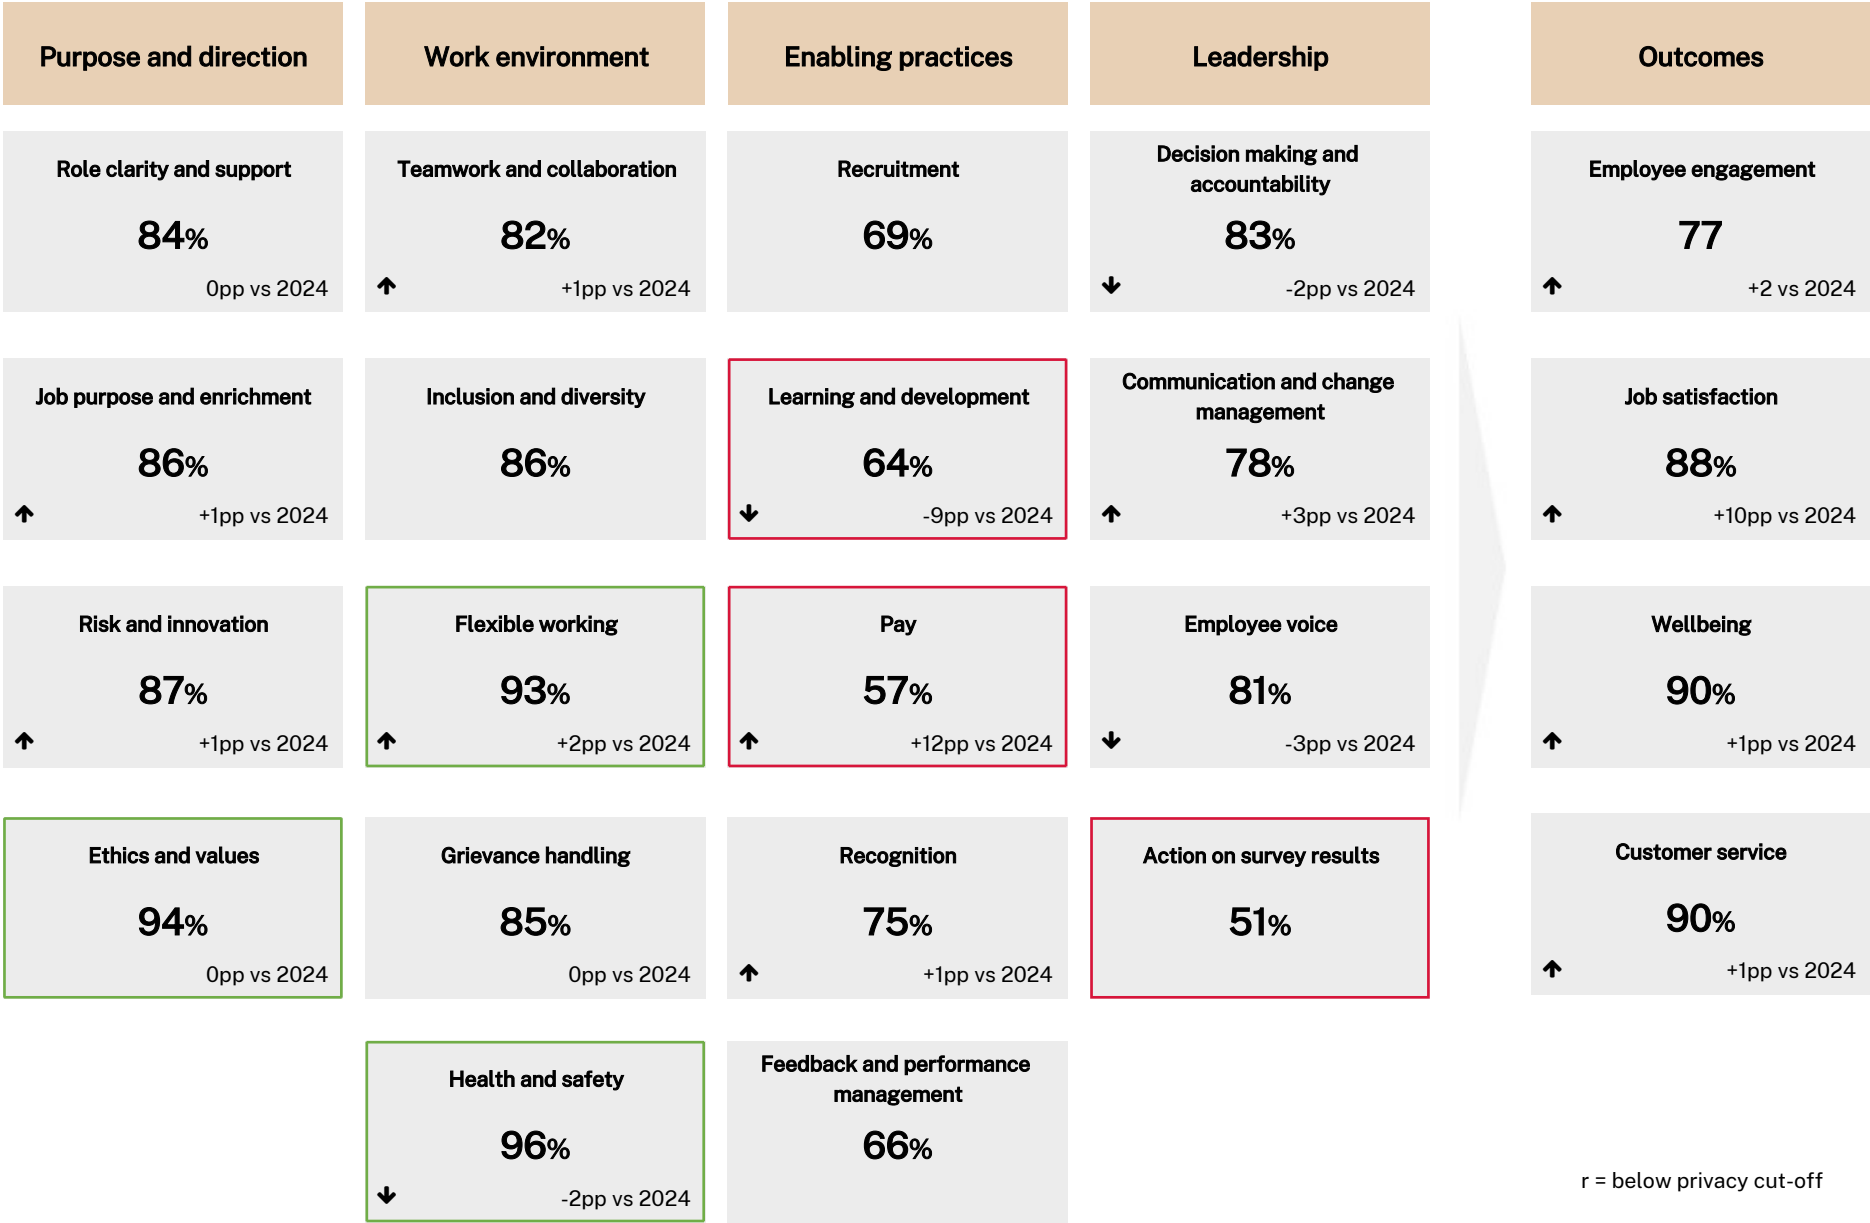 Purpose and direction
Role clarity and support
84%
0pp vs 2024
Job purpose and enrichment
86%
+1pp vs 2024
Risk and innovation
87%
+1pp vs 2024
Ethics and values
94%
0pp vs 2024
Work environment
Teamwork and collaboration
82%
+1pp vs 2024
Inclusion and diversity
86%
Flexible working
93%
+2pp vs 2024
Grievance handling
85%
0pp vs 2024
Health and safety
96%
-2pp vs 2024
Enabling practices
Recruitment
69%
Learning and development
64%
-9pp vs 2024
Pay
57%
+12pp vs 2024
Recognition
75%
+1pp vs 2024
Feedback and performance
management
66%
Leadership
Decision making and
accountability
83%
-2pp vs 2024
Communication and change
management
78%
+3pp vs 2024
Employee voice
81%
-3pp vs 2024
Action on survey results
51%
Outcomes
Employee engagement
77
+2 vs 2024
Job satisfaction
88%
+10pp vs 2024
Wellbeing
90%
+1pp vs 2024
Customer service
90%
+1pp vs 2024
r = below privacy cut-off